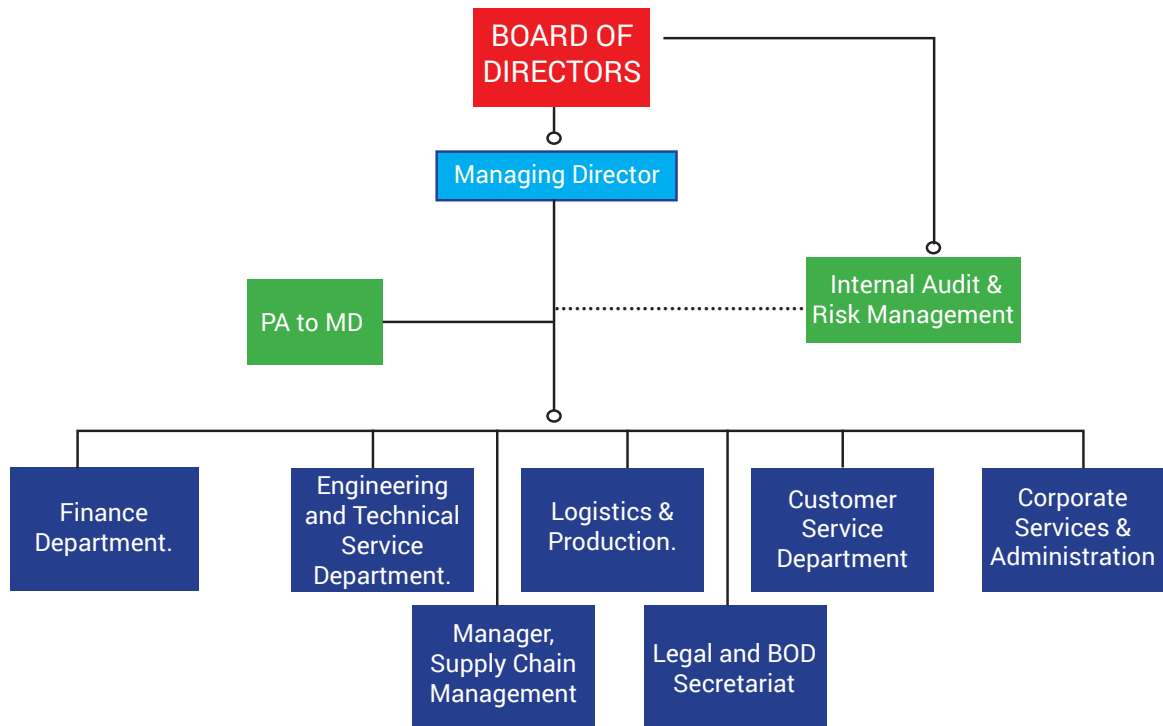 BOARD OF
DIRECTORS
Managing Director
PA to MD
Internal Audit &
Risk Management
Finance
Department.
Engineering
and Technical
Service
Department.
Logistics &
Production.
Customer
Service
Department
Corporate
Services &
Administration
Manager,
Supply Chain
Management
Legal and BOD
Secretariat